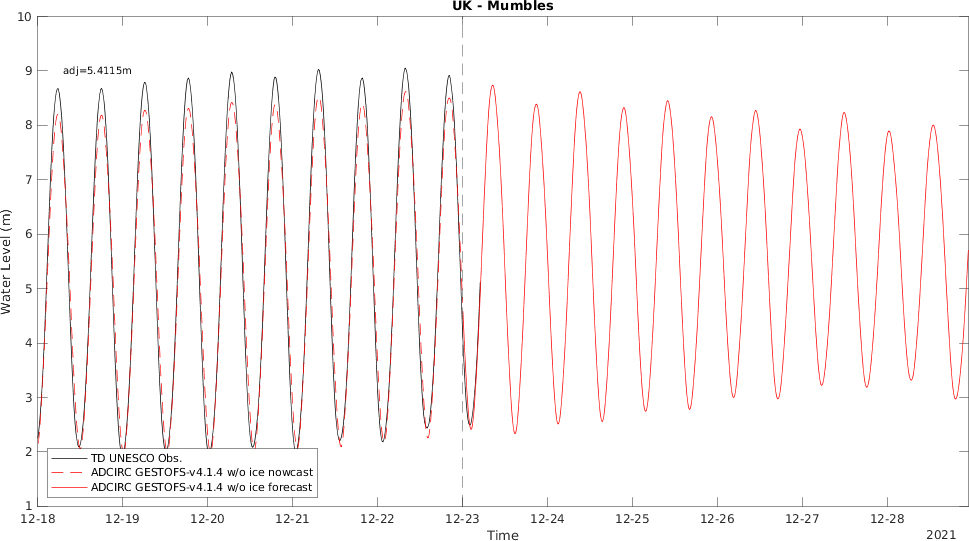 UK - Mumbles
10
9
8
7
6
5
4
3
2
1
Water Level (m)
adj=5.4115m
TD UNESCO Obs.
ADCIRC GESTOFS-v4.1.4 w/o ice nowcast
ADCIRC GESTOFS-v4.1.4 w/o ice forecast
12-18 12-19 12-20 12-21 12-22 12-23 12-24 12-25 12-26 12-27 12-28
Time
2021